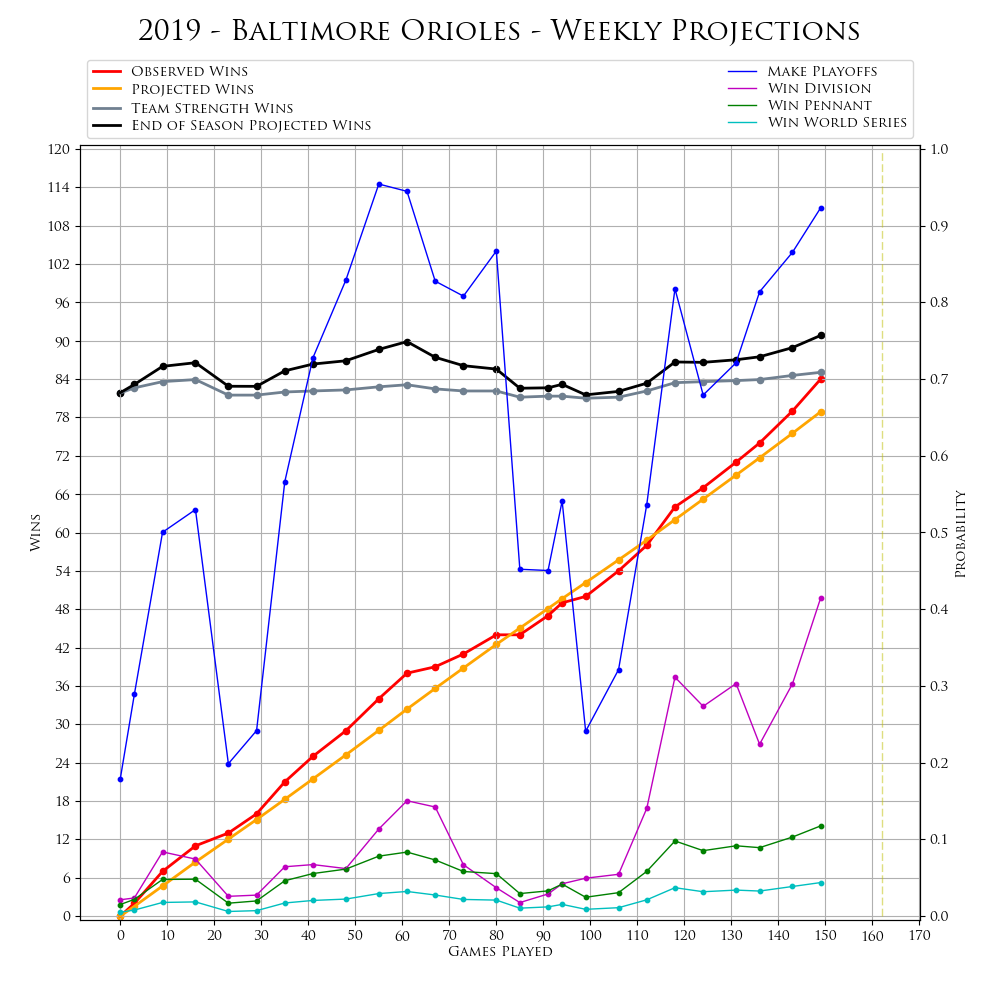 2019 - Baltimore Orioles - Weekly Projections
Observed Wins
Projected Wins
Team Strength Wins
End of Season Projected Wins
Make Playoffs
Win Division
Win Pennant
Win World Series
120
114
108
102
96
90
84
78
72
66
60
54
48
42
36
30
24
18
12
6
0
Wins
1.0
0.9
0.8
0.7
0.6
0.5
0.4
0.3
0.2
0.1
0.0
Probability
0 10 20 30 40 50 60 70 80 90 100 110 120 130 140 150 160 170
Games Played